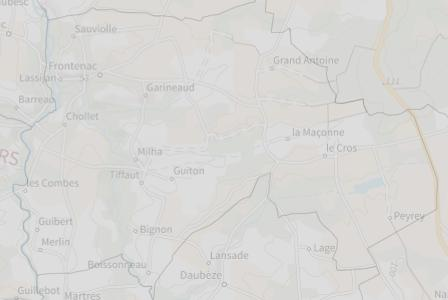 Sauviolle
Grand Antoine
Frontenac
Lassijan
Garineaud
Barreau
Chollet
la Maçonne
le Cros
Milha
Tiffaut
Guiton
les Combes
Peyrey
Guibert
Bignon
Merlin
Lage
Lansade
Boissonneau
Daubèze
Guillebot
Martres